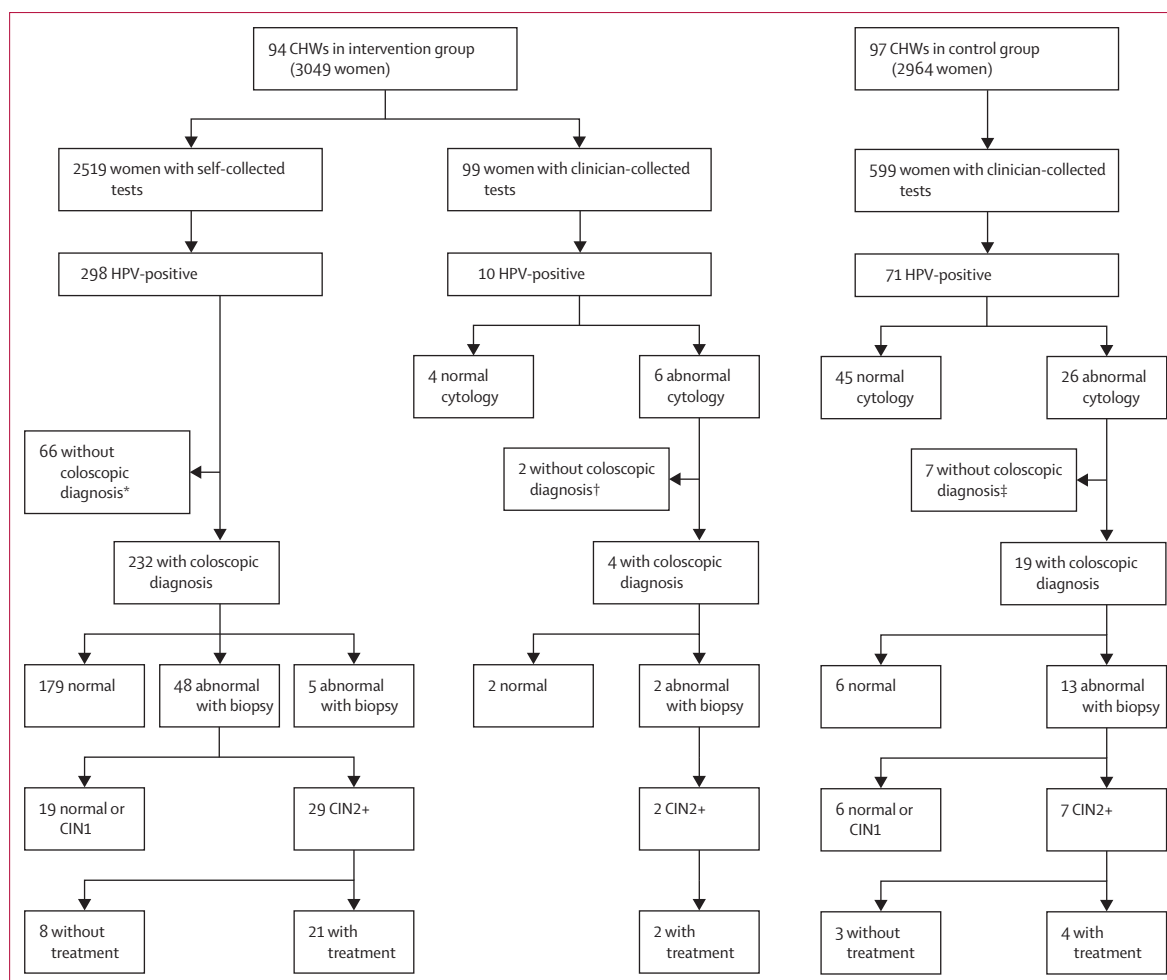 94 CHWs in intervention group
(3049 women)
97 CHWs in control group
(2964 women)
2519 women with self-collected
tests
99 women with clinician-collected
tests
599 women with clinician-collected
tests
298 HPV-positive
10 HPV-positive
71 HPV-positive
4 normal
cytology
6 abnormal
cytology
45 normal
cytology
26 abnormal
cytology
66 without
coloscopic
diagnosis*
2 without coloscopic
diagnosis†
7 without coloscopic
diagnosis‡
232 with coloscopic
diagnosis
4 with coloscopic
diagnosis
19 with coloscopic
diagnosis
179 normal
48 abnormal
with biopsy
5 abnormal
with biopsy
2 normal
2 abnormal
with biopsy
6 normal
13 abnormal
with biopsy
19 normal or
CIN1
29 CIN2+
2 CIN2+
6 normal or
CIN1
7 CIN2+
8 without
treatment
21 with
treatment
2 with
treatment
3 without
treatment
4 with
treatment